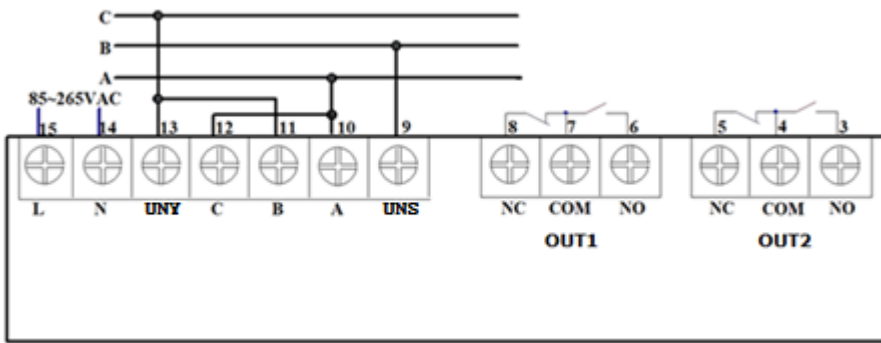 C
B
A
85~265VAC
15 14 13 12 11 10 9 8 7 6 5 4 3
L N UNY C B A UNS NC COM NO NC COM NO
OUT1 OUT2